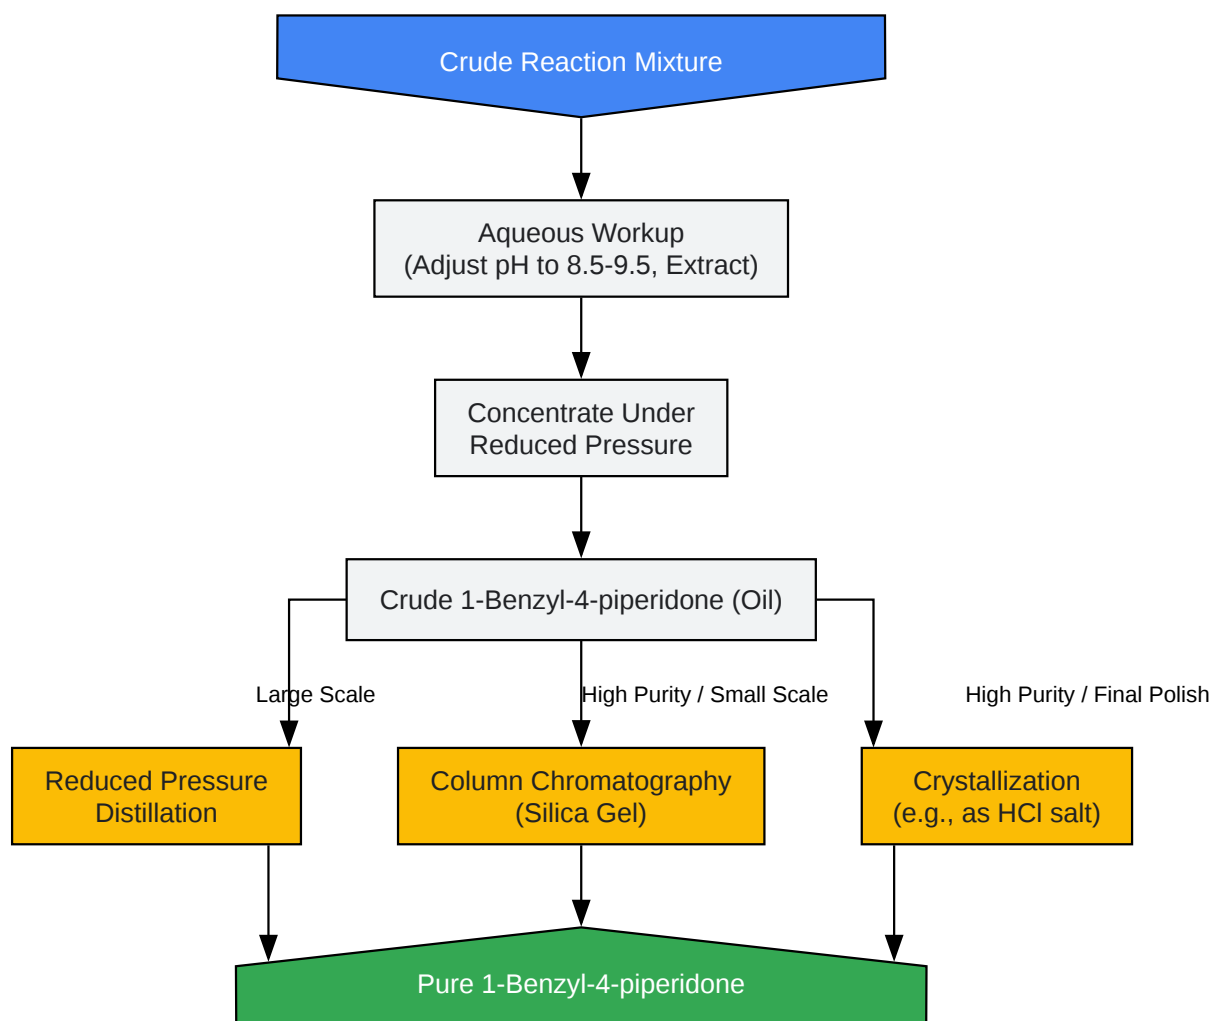 Crude Reaction Mixture
Aqueous Workup
(Adjust pH to 8.5-9.5, Extract)
Concentrate Under
Reduced Pressure
Crude 1-Benzyl-4-piperidone (Oil)
Large Scale
High Purity / Small Scale
High Purity / Final Polish
Reduced Pressure
Distillation
Column Chromatography
(Silica Gel)
Crystallization
(e.g., as HCl salt)
Pure 1-Benzyl-4-piperidone